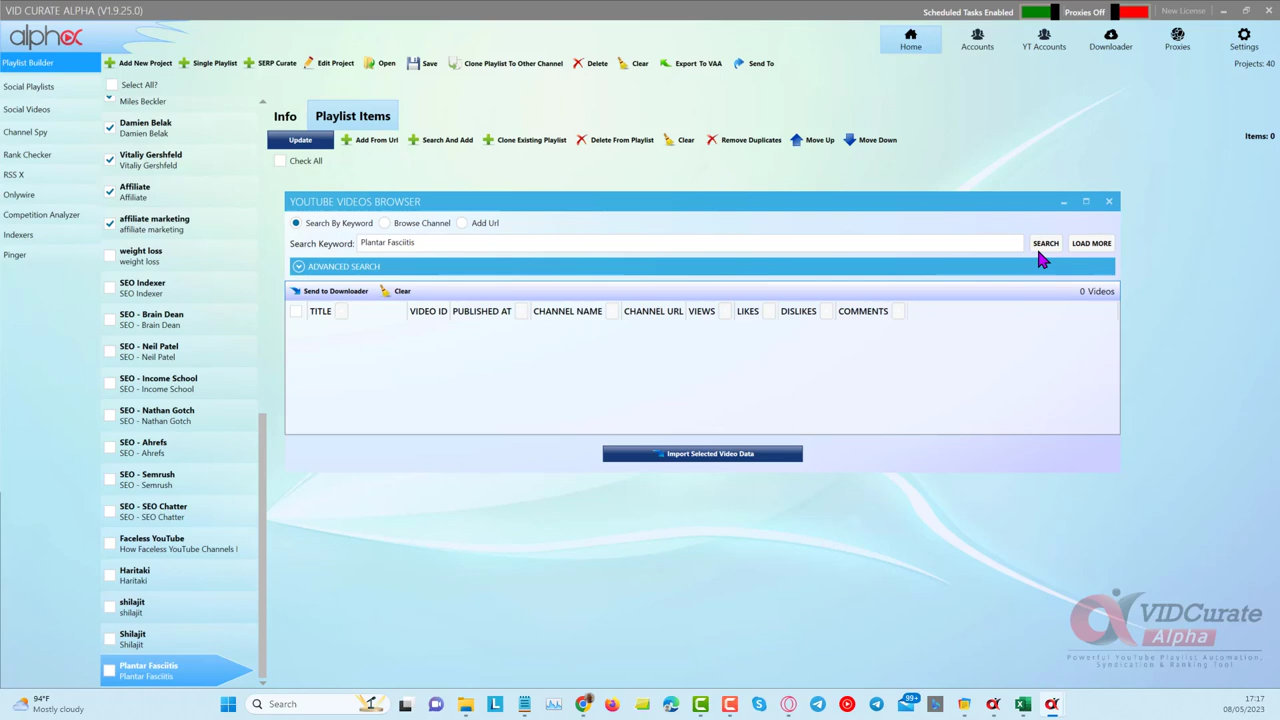 VID CURATE ALPHA (V1.9.25.0)
Scheduled Tasks Enabled
Proxies Off
New License
alpha
Home
Accounts
YT Accounts
Downloader
Proxies
Settings
Playlist Builder
Add New Project
Single Playlist
SERP Curate
Edit Project
Open
Save
Clone Playlist To Other Channel
Delete
Clear
Export To VAA
Send To
Projects: 40
Social Playlists
Social Videos
Channel Spy
Rank Checker
RSS X
Onlywire
Competition Analyzer
Indexers
Pinger
Select All?
Miles Beckler
Damien Belak
Damien Belak
Vitaliy Gershfeld
Vitaliy Gershfeld
Affiliate
Affiliate
affiliate marketing
affiliate marketing
weight loss
weight loss
SEO Indexer
SEO Indexer
SEO - Brain Dean
SEO - Brain Dean
SEO - Neil Patel
SEO - Neil Patel
SEO - Income School
SEO - Income School
SEO - Nathan Gotch
SEO - Nathan Gotch
SEO - Ahrefs
SEO - Ahrefs
SEO - Semrush
SEO - Semrush
SEO - SEO Chatter
SEO - SEO Chatter
Faceless YouTube
How Faceless YouTube Channels I
Haritaki
Haritaki
shilajit
shilajit
Shilajit
Shilajit
Plantar Fasciitis
Plantar Fasciitis
Info
Playlist Items
Update
Add From Url
Search And Add
Clone Existing Playlist
Delete From Playlist
Clear
Remove Duplicates
Move Up
Move Down
Items: 0
Check All
YOUTUBE VIDEOS BROWSER
Search By Keyword
Browse Channel
Add Url
Search Keyword:
Plantar Fasciitis
SEARCH
LOAD MORE
ADVANCED SEARCH
Send to Downloader
Clear
0 Videos
TITLE
VIDEO ID
PUBLISHED AT
CHANNEL NAME
CHANNEL URL
VIEWS
LIKES
DISLIKES
COMMENTS
Import Selected Video Data
VIDCurate
Alpha
Powerful YouTube Playlist Automation,
Syndication & Ranking Tool
94°F
Mostly cloudy
Search
99+
17:17
08/05/2023